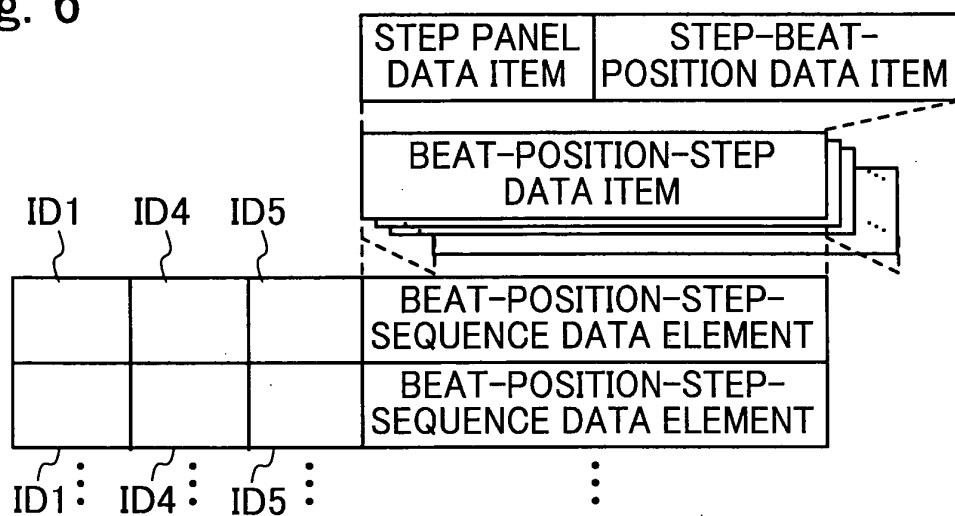 g. 6
STEP PANEL
DATA ITEM
STEP-BEAT-
POSITION DATA ITEM
BEAT-POSITION-STEP
DATA ITEM
ID1 ID4 ID5
BEAT-POSITION-STEP-
SEQUENCE DATA ELEMENT
BEAT-POSITION-STEP-
SEQUENCE DATA ELEMENT
ID1 ID4 ID5